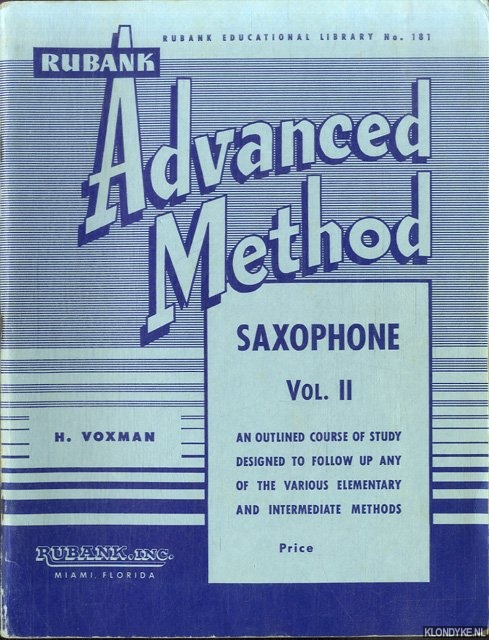 RUBANK EDUCATIONAL LIBRARY No. 181
RUBANK
Advanced
Method
SAXOPHONE
VOL. II
H. VOXMAN
AN OUTLINED COURSE OF STUDY
DESIGNED TO FOLLOW UP ANY
OF THE VARIOUS ELEMENTARY
AND INTERMEDIATE METHODS
Price
RUBANK, INC.
MIAMI, FLORIDA
KLONDYKE.NL